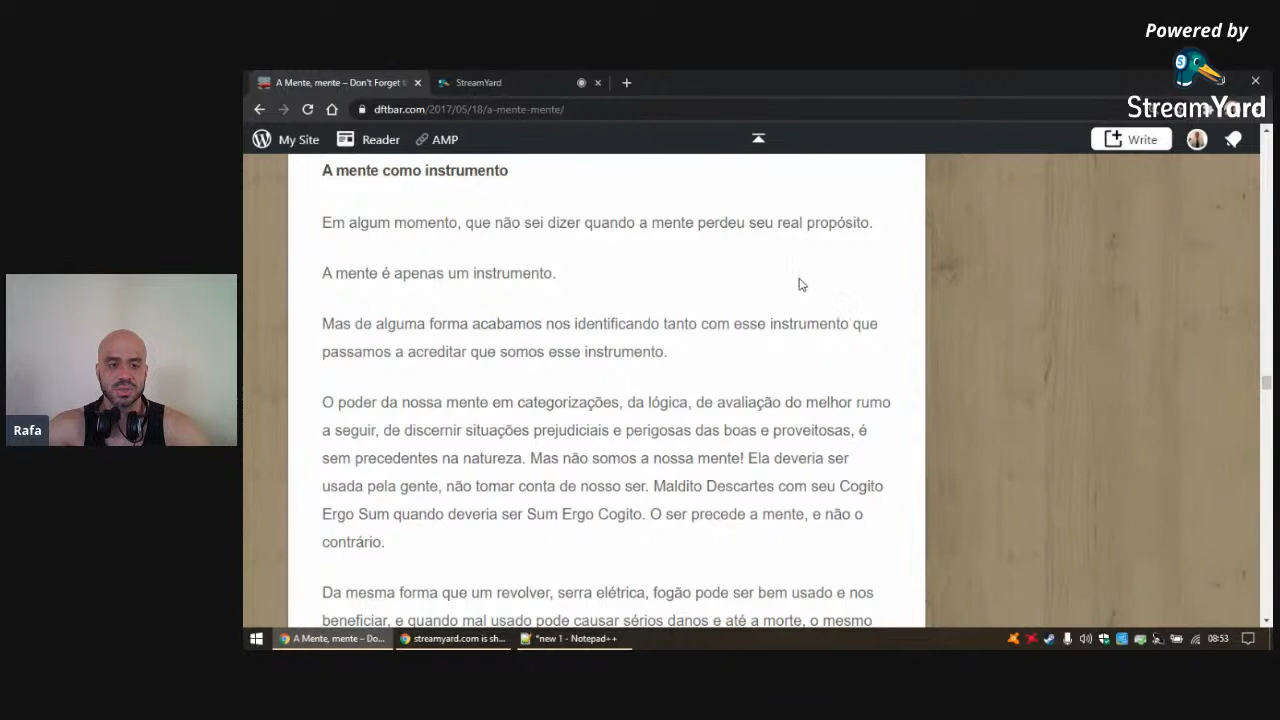 Powered by
StreamYard
A Mente, mente – Don't Forget
StreamYard
dftbar.com/2017/05/18/a-mente-mente/
My Site
Reader
AMP
Write
A mente como instrumento
Em algum momento, que não sei dizer quando a mente perdeu seu real propósito.
A mente é apenas um instrumento.
Mas de alguma forma acabamos nos identificando tanto com esse instrumento que
passamos a acreditar que somos esse instrumento.
O poder da nossa mente em categorizações, da lógica, de avaliação do melhor rumo
a seguir, de discernir situações prejudiciais e perigosas das boas e proveitosas, é
sem precedentes na natureza. Mas não somos a nossa mente! Ela deveria ser
usada pela gente, não tomar conta de nosso ser. Maldito Descartes com seu Cogito
Ergo Sum quando deveria ser Sum Ergo Cogito. O ser precede a mente, e não o
contrário.
Da mesma forma que um revolver, serra elétrica, fogão pode ser bem usado e nos
beneficiar, e quando mal usado pode causar sérios danos e até a morte, o mesmo
Rafa
A Mente, mente – Do...
streamyard.com is sh...
*new 1 - Notepad++
08:53